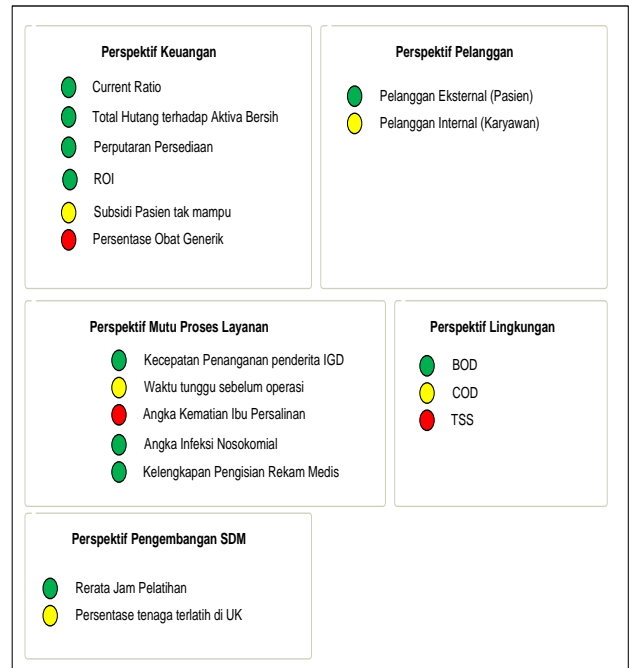 Perspektif Keuangan
Current Ratio
Total Hutang terhadap Aktiva Bersih
Perputaran Persediaan
ROI
Subsidi Pasien tak mampu
Persentase Obat Generik
Perspektif Pelanggan
Pelanggan Eksternal (Pasien)
Pelanggan Internal (Karyawan)
Perspektif Mutu Proses Layanan
Kecepatan Penanganan penderita IGD
Waktu tunggu sebelum operasi
Angka Kematian Ibu Persalinan
Angka Infeksi Nosokomial
Kelengkapan Pengisian Rekam Medis
Perspektif Lingkungan
BOD
COD
TSS
Perspektif Pengembangan SDM
Rerata Jam Pelatihan
Persentase tenaga terlatih di UK